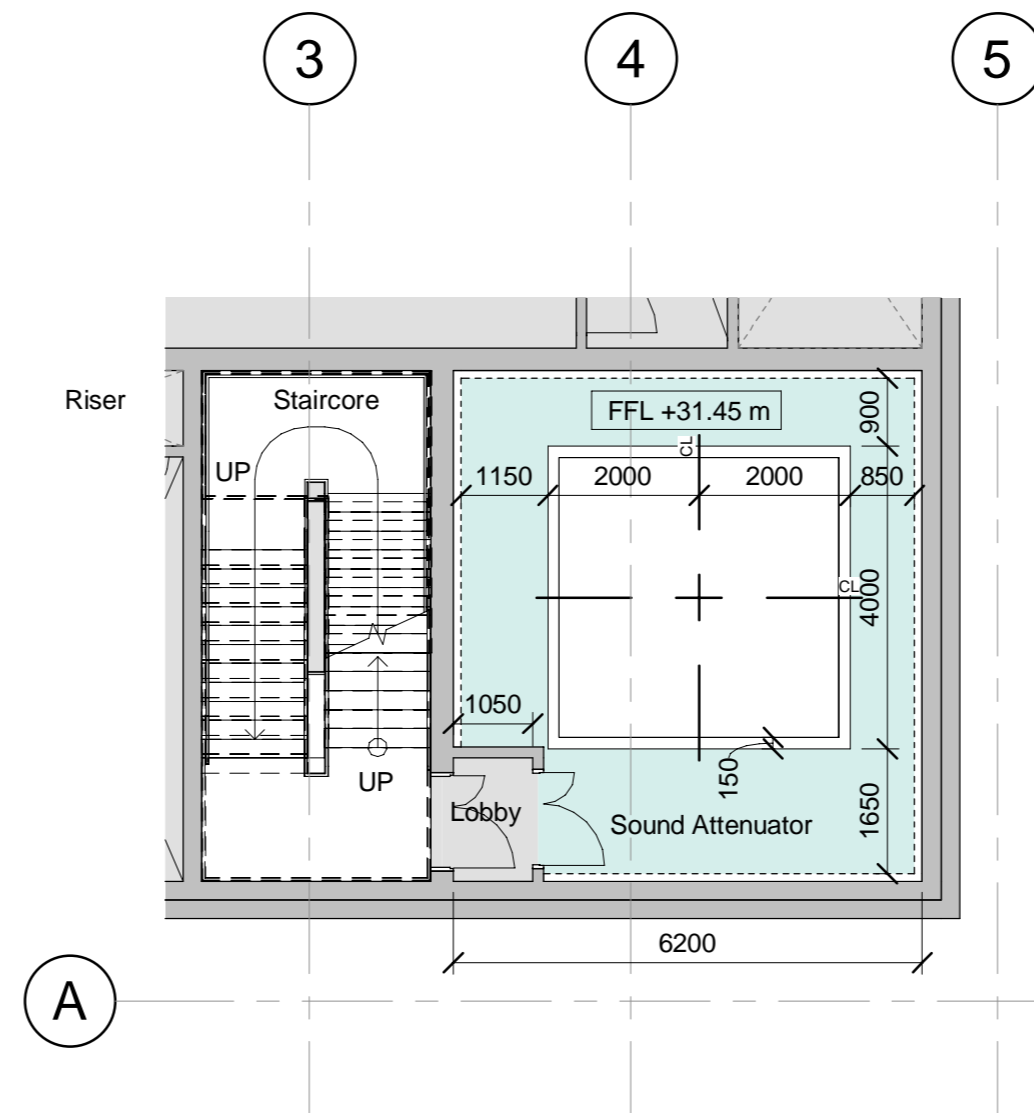 3
4
5
Riser
Staircore
FFL +31.45 m
900
CL
UP
1150
2000
2000
850
CL
4000
1050
150
UP
Lobby
Sound Attenuator
1650
6200
A